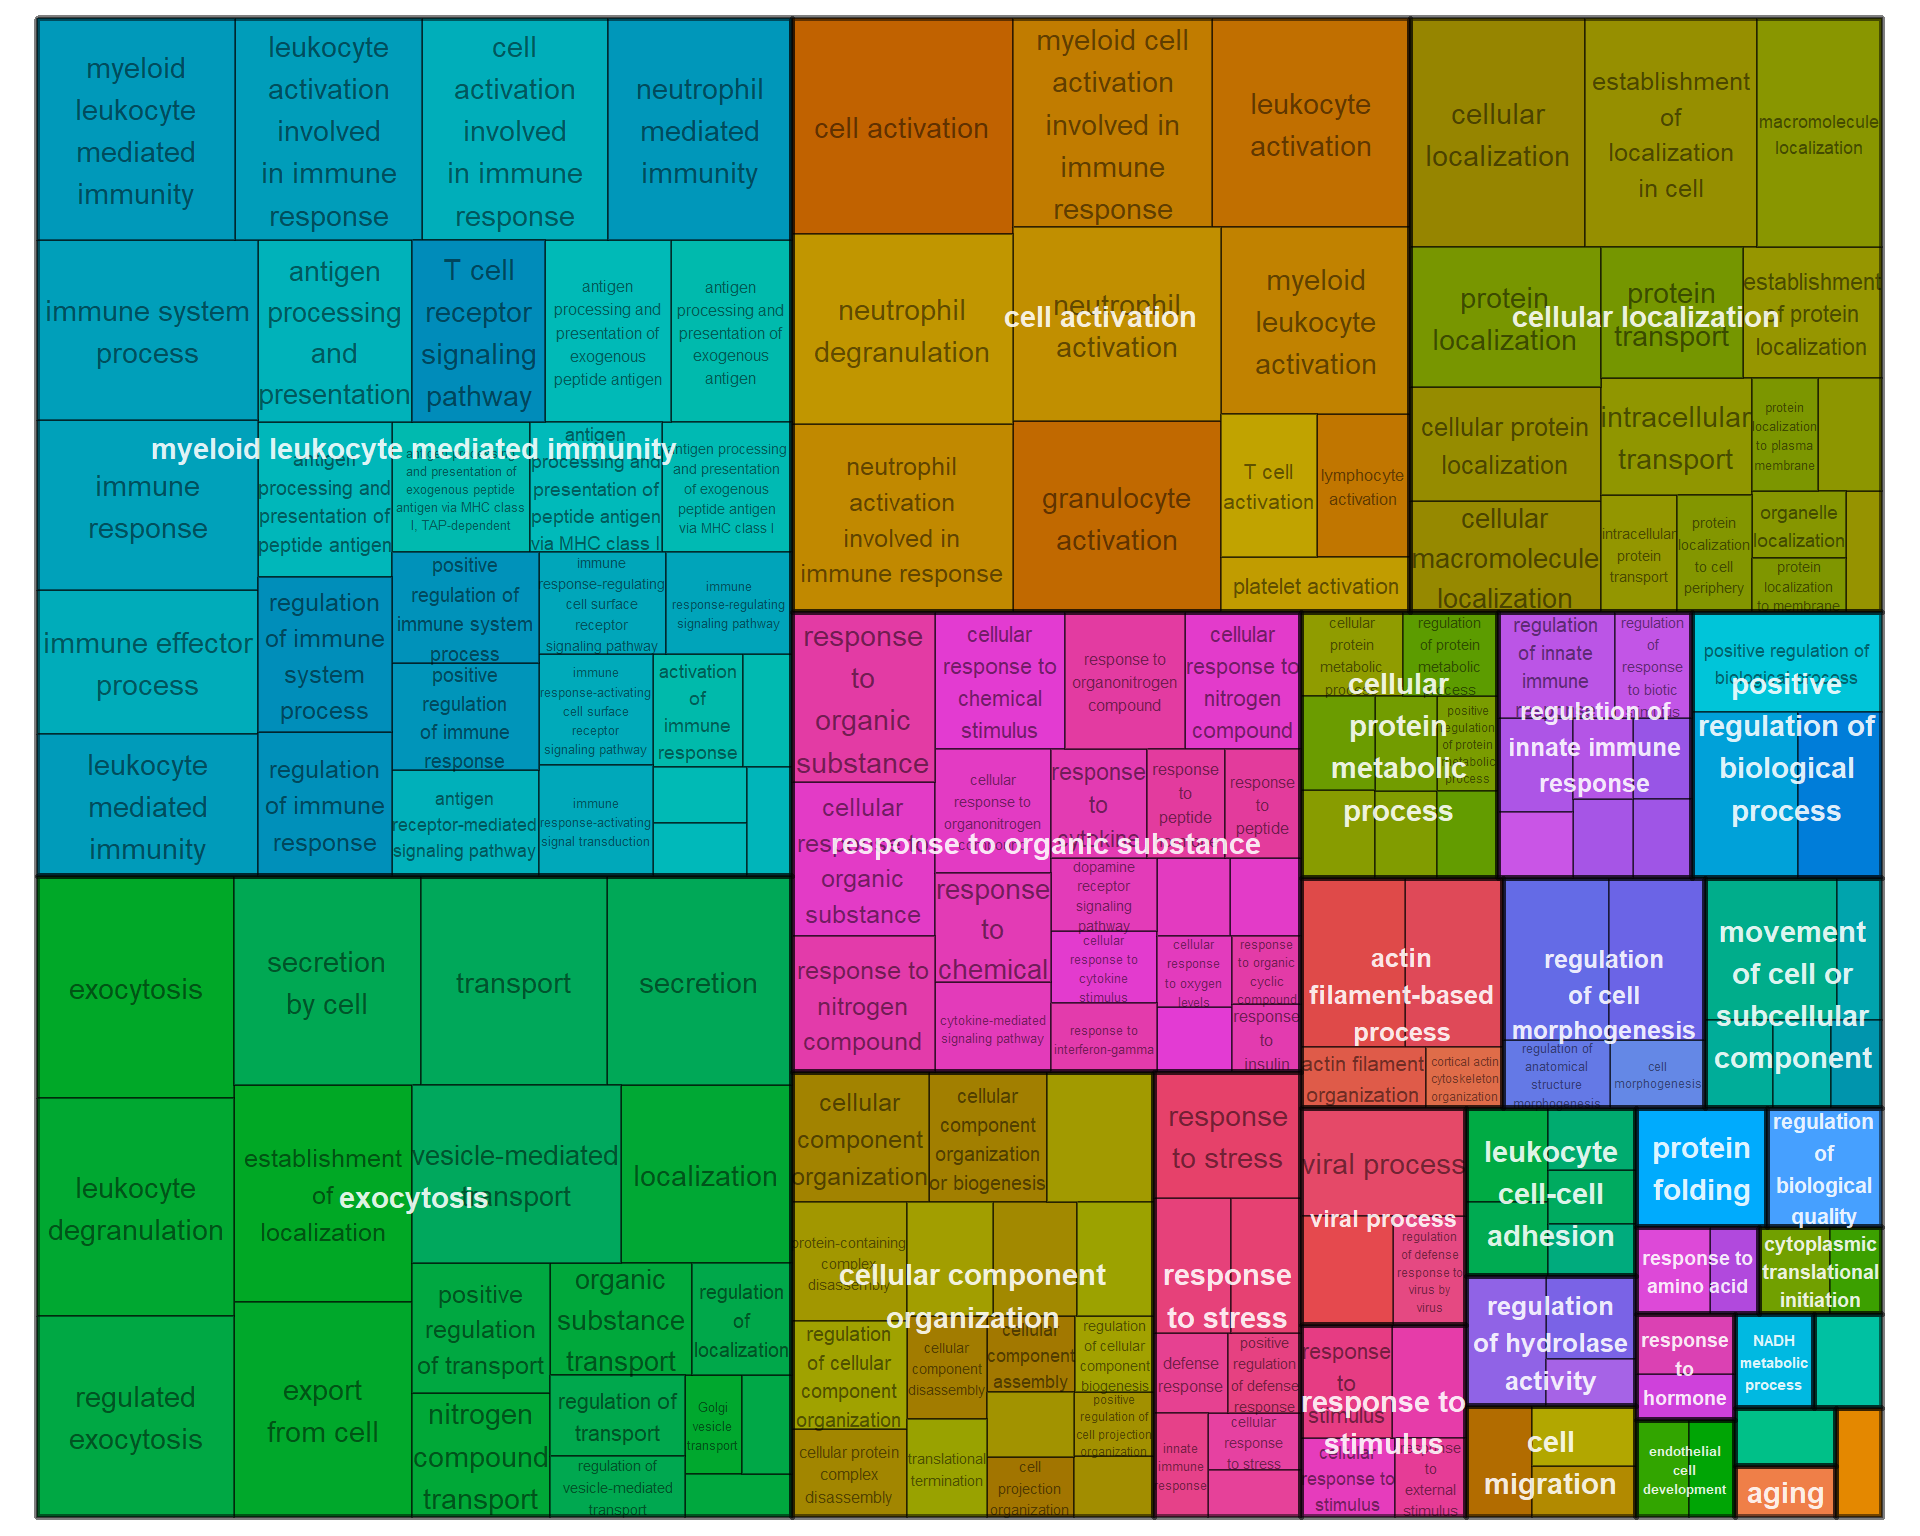 myeloid
leukocyte
mediated
immunity
leukocyte
activation
involved
in immune
response
cell
activation
involved
in immune
response
neutrophil
mediated
immunity
immune system
process
antigen
processing
and
presentation
T cell
receptor
signaling
pathway
antigen
processing and
presentation of
exogenous
peptide antigen
antigen
processing and
presentation of
exogenous
antigen
myeloid leukocyte mediated immunity
immune
response
antigen
processing and
presentation of
peptide antigen
and presentation of
exogenous peptide
antigen via MHC class
I, TAP-dependent
antigen
processing and
presentation of
peptide antigen
via MHC class I
antigen processing
and presentation
of exogenous
peptide antigen
via MHC class I
immune effector
process
regulation
of immune
system
process
positive
regulation of
immune system
process
immune
response-regulating
cell surface
receptor
signaling pathway
immune
response-regulating
signaling pathway
positive
regulation
of immune
response
immune
response-activating
cell surface
receptor
signaling pathway
activation
of
immune
response
leukocyte
mediated
immunity
regulation
of immune
response
antigen
receptor-mediated
signaling pathway
immune
response-activating
signal transduction
cell activation
myeloid cell
activation
involved in
immune
response
leukocyte
activation
neutrophil
degranulation
neutrophil
activation
cell activation
myeloid
leukocyte
activation
neutrophil
activation
involved in
immune response
granulocyte
activation
T cell
activation
lymphocyte
activation
platelet activation
cellular
localization
establishment
of
localization
in cell
macromolecule
localization
protein
localization
protein
transport
establishment
of protein
localization
cellular localization
cellular protein
localization
intracellular
transport
protein
localization
to plasma
membrane
cellular
macromolecule
localization
intracellular
protein
transport
protein
localization
to cell
periphery
organelle
localization
protein
localization
to membrane
response
to
organic
substance
cellular
response to
chemical
stimulus
response to
organonitrogen
compound
cellular
response to
nitrogen
compound
cellular
response to
organic
substance
cellular
response to
organonitrogen
compound
response
to
cytokine
response
to
peptide
response
to
peptide
response to organic substance
response
to
chemical
dopamine
receptor
signaling
pathway
response to
nitrogen
compound
cellular
response to
cytokine
stimulus
cellular
response
to oxygen
levels
response
to organic
cyclic
compound
cytokine-mediated
signaling pathway
response to
interferon-gamma
response
to
insulin
cellular
protein
metabolic
process
regulation
of protein
metabolic
process
positive
regulation
of protein
metabolic
process
cellular
protein
metabolic
process
regulation
of innate
immune
response
regulation
of
response
to biotic
stimulus
regulation of
innate immune
response
positive regulation of
biological process
positive
regulation of
biological
process
exocytosis
secretion
by cell
transport
secretion
leukocyte
degranulation
establishment
of
localization
vesicle-mediated
transport
localization
exocytosis
regulated
exocytosis
export
from cell
positive
regulation
of transport
organic
substance
transport
regulation
of
localization
nitrogen
compound
transport
regulation of
transport
Golgi
vesicle
transport
regulation of
vesicle-mediated
transport
cellular
component
organization
cellular
component
organization
or biogenesis
protein-containing
complex
disassembly
cellular component
organization
regulation
of cellular
component
organization
cellular
component
disassembly
cellular
component
assembly
regulation
of cellular
component
biogenesis
positive
regulation of
cell projection
organization
cellular protein
complex
disassembly
translational
termination
cell
projection
organization
response
to stress
response
to stress
defense
response
positive
regulation
of defense
response
innate
immune
response
cellular
response
to stress
actin
filament-based
process
actin filament
organization
cortical actin
cytoskeleton
organization
regulation
of cell
morphogenesis
regulation of
anatomical
structure
morphogenesis
cell
morphogenesis
movement
of cell or
subcellular
component
viral process
viral process
regulation
of defense
response to
virus by
virus
response
to
stimulus
response to
stimulus
cellular
response to
stimulus
response
to
external
stimulus
leukocyte
cell-cell
adhesion
regulation
of hydrolase
activity
cell
migration
protein
folding
regulation
of
biological
quality
response to
amino acid
cytoplasmic
translational
initiation
response
to
hormone
NADH
metabolic
process
endothelial
cell
development
aging